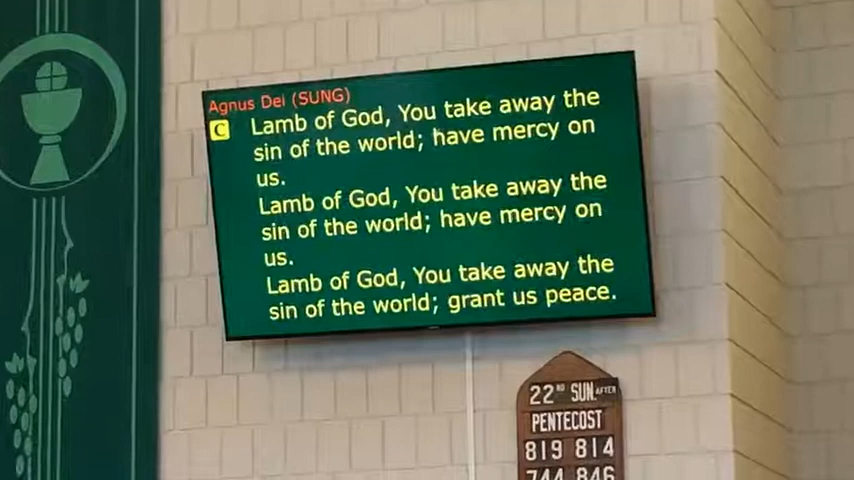 Agnus Dei (SUNG)
C Lamb of God, You take away the
sin of the world; have mercy on
us.
Lamb of God, You take away the
sin of the world; have mercy on
us.
Lamb of God, You take away the
sin of the world; grant us peace.
22ND SUN. AFTER
PENTECOST
819 814
744 846